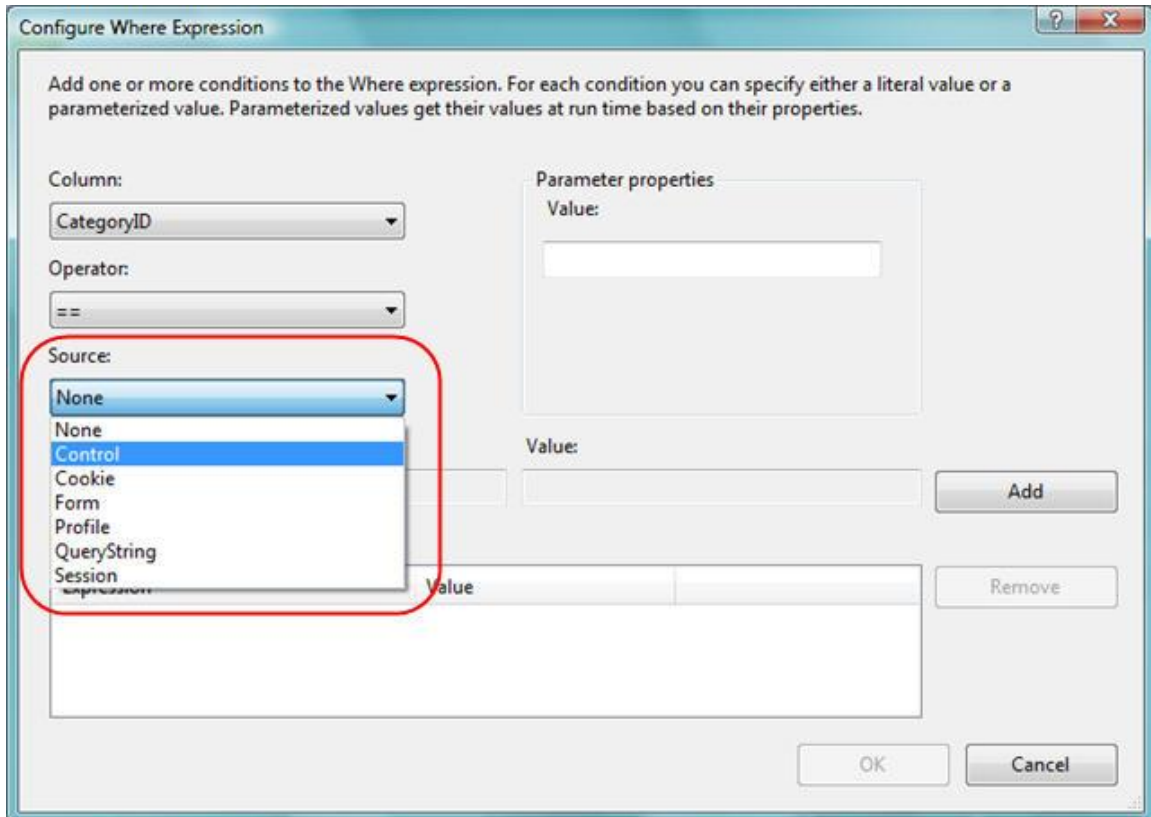 Configure Where Expression
Add one or more conditions to the Where expression. For each condition you can specify either a literal value or a
parameterized value. Parameterized values get their values at run time based on their properties.
Column:
Parameter properties
CategoryID
Value:
Operator:
==
Source:
None
None
Control
Value:
Cookie
Form
Add
Profile
QueryString
Session
Expression
Value
Remove
OK
Cancel